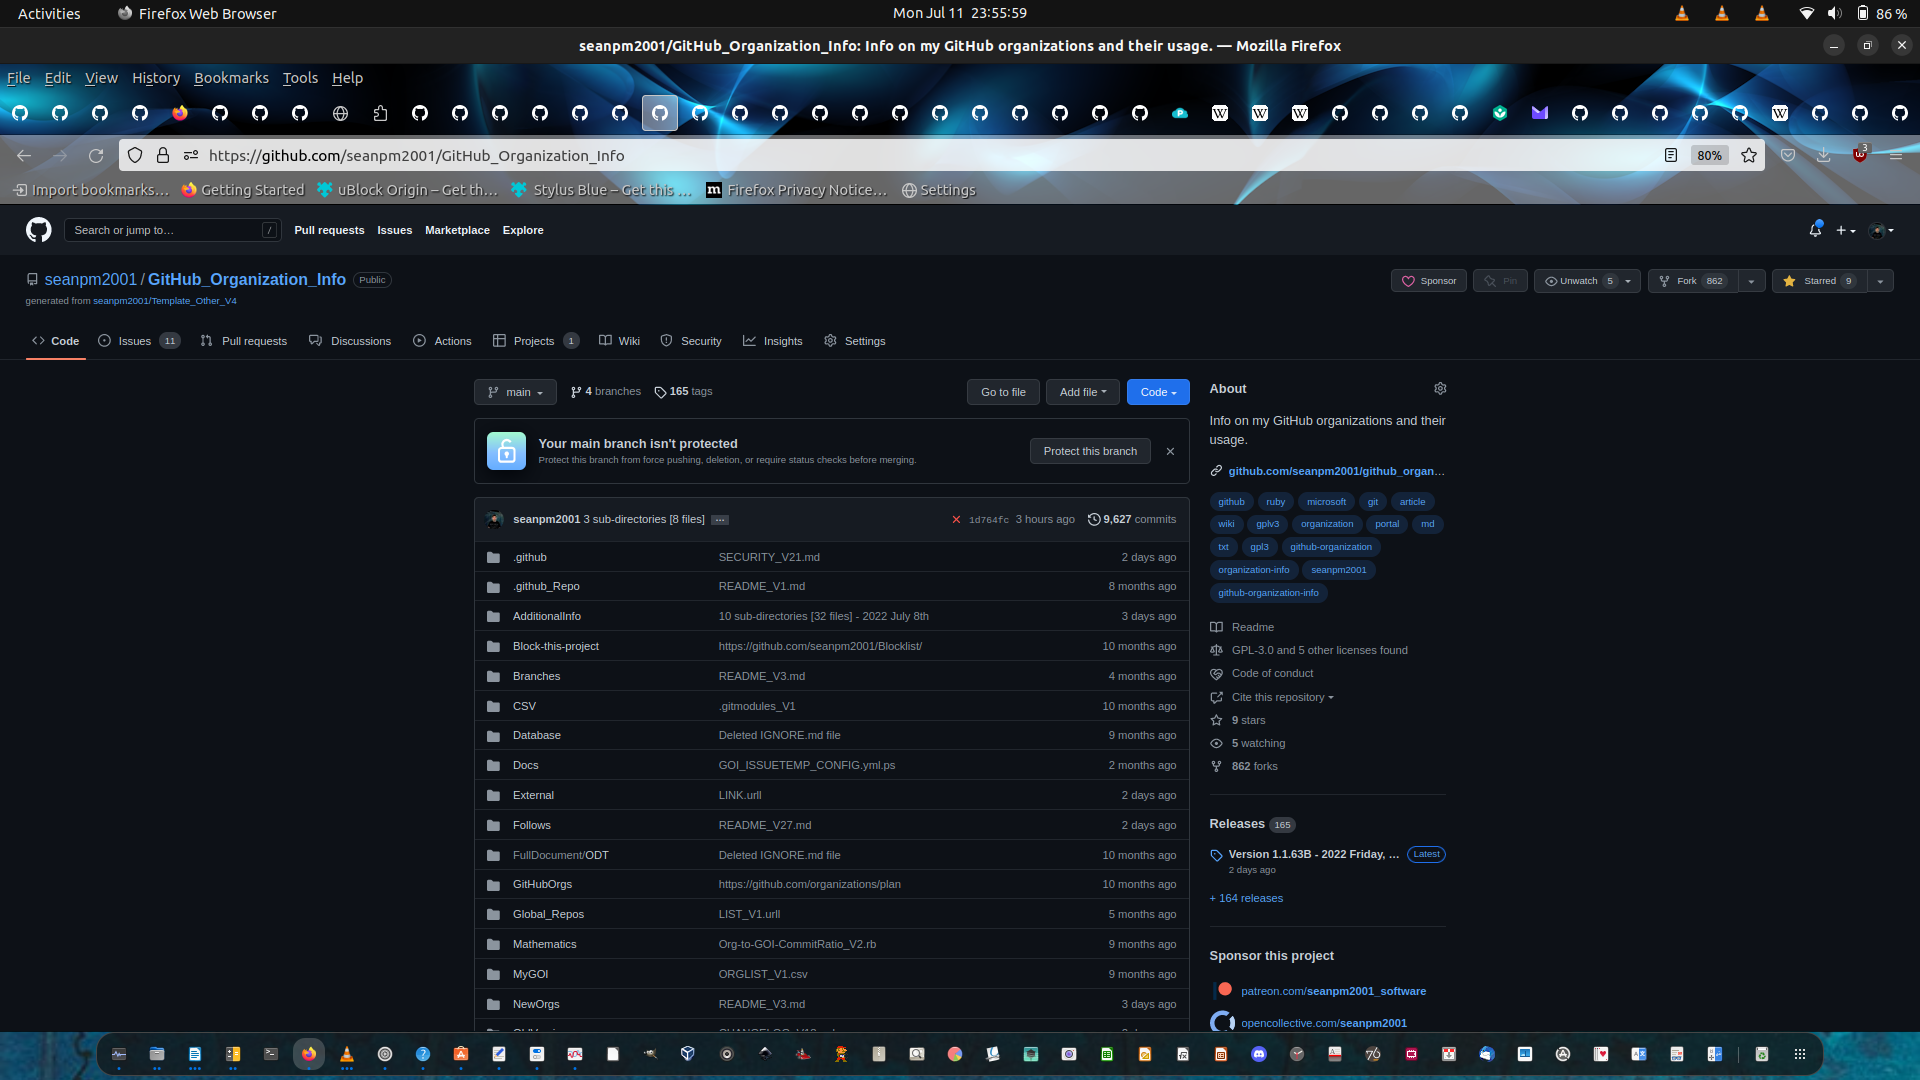 Activities Firefox Web Browser Mon Jul 11 23:55:59 86 %
seanpm2001/GitHub_Organization_Info: Info on my GitHub organizations and their usage. — Mozilla Firefox
File Edit View History Bookmarks Tools Help
https://github.com/seanpm2001/GitHub_Organization_Info 80% 3
Import bookmarks… Getting Started uBlock Origin – Get th… Stylus Blue – Get this … Firefox Privacy Notice… Settings
Search or jump to… / Pull requests Issues Marketplace Explore
seanpm2001 / GitHub_Organization_Info Public Sponsor Pin Unwatch 5 Fork 862 Starred 9
generated from seanpm2001/Template_Other_V4
Code Issues 11 Pull requests Discussions Actions Projects 1 Wiki Security Insights Settings
main 4 branches 165 tags Go to file Add file Code
Your main branch isn't protected
Protect this branch from force pushing, deletion, or require status checks before merging.
Protect this branch
seanpm2001 3 sub-directories [8 files] … 1d764fc 3 hours ago 9,627 commits
.github SECURITY_V21.md 2 days ago
.github_Repo README_V1.md 8 months ago
AdditionalInfo 10 sub-directories [32 files] - 2022 July 8th 3 days ago
Block-this-project https://github.com/seanpm2001/Blocklist/ 10 months ago
Branches README_V3.md 4 months ago
CSV .gitmodules_V1 10 months ago
Database Deleted IGNORE.md file 9 months ago
Docs GOI_ISSUETEMP_CONFIG.yml.ps 2 months ago
External LINK.urll 2 days ago
Follows README_V27.md 2 days ago
FullDocument/ODT Deleted IGNORE.md file 10 months ago
GitHubOrgs https://github.com/organizations/plan 10 months ago
Global_Repos LIST_V1.urll 5 months ago
Mathematics Org-to-GOI-CommitRatio_V2.rb 9 months ago
MyGOI ORGLIST_V1.csv 9 months ago
NewOrgs README_V3.md 3 days ago
About
Info on my GitHub organizations and their
usage.
github.com/seanpm2001/github_organ…
github ruby microsoft git article
wiki gplv3 organization portal md
txt gpl3 github-organization
organization-info seanpm2001
github-organization-info
Readme
GPL-3.0 and 5 other licenses found
Code of conduct
Cite this repository
9 stars
5 watching
862 forks
Releases 165
Version 1.1.63B - 2022 Friday, … Latest
2 days ago
+ 164 releases
Sponsor this project
patreon.com/seanpm2001_software
opencollective.com/seanpm2001